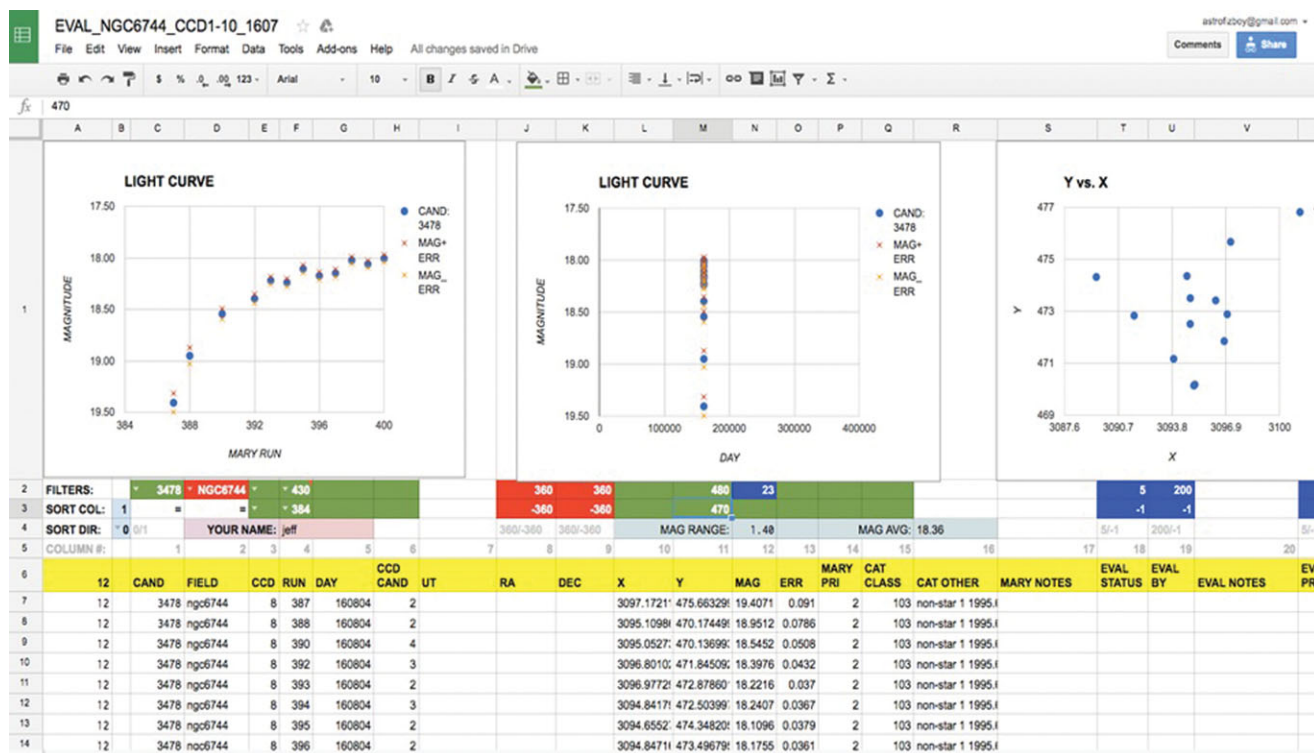 EVAL_NGC6744_CCD1-10_1607
astrofizboy@gmail.com
File Edit View Insert Format Data Tools Add-ons Help All changes saved in Drive
Comments Share
$ % .0 .00 123 Arial 10 B I S A
fx 470
A B C D E F G H I J K L M N O P Q R S T U V
1
LIGHT CURVE
17.50
18.00
18.50
19.00
19.50
MAGNITUDE
384 388 392 396 400
MARY RUN
CAND:
3478
MAG+
ERR
MAG_
ERR
LIGHT CURVE
17.50
18.00
18.50
19.00
19.50
MAGNITUDE
0 100000 200000 300000 400000
DAY
CAND:
3478
MAG+
ERR
MAG_
ERR
Y vs. X
477
475
473
471
469
Y
3087.6 3090.7 3093.8 3096.9 3100
X
2 FILTERS: 3478 NGC6744 430 360 360 480 23 5 200
3 SORT COL: 1 = = 384 -360 -360 470 -1 -1
4 SORT DIR: 0 0/1 YOUR NAME: jeff 360/-360 360/-360 MAG RANGE: 1.40 MAG AVG: 18.36 5/-1 200/-1 5/-
5 COLUMN #: 1 2 3 4 5 6 7 8 9 10 11 12 13 14 15 16 17 18 19 20
6 12 CAND FIELD CCD RUN DAY CCD CAND UT RA DEC X Y MAG ERR MARY PRI CAT CLASS CAT OTHER MARY NOTES EVAL STATUS EVAL BY EVAL NOTES EV PR
7 12 3478 ngc6744 8 387 160804 2 3097.1721 475.66329 19.4071 0.091 2 103 non-star 1 1995.
8 12 3478 ngc6744 8 388 160804 2 3095.1098 470.17449 18.9512 0.0786 2 103 non-star 1 1995.
9 12 3478 ngc6744 8 390 160804 4 3095.0527 470.13699 18.5452 0.0508 2 103 non-star 1 1995.
10 12 3478 ngc6744 8 392 160804 3 3096.8010 471.84509 18.3976 0.0432 2 103 non-star 1 1995.
11 12 3478 ngc6744 8 393 160804 2 3096.9772 472.87860 18.2216 0.037 2 103 non-star 1 1995.
12 12 3478 ngc6744 8 394 160804 3 3094.8417 472.50399 18.2407 0.0367 2 103 non-star 1 1995.
13 12 3478 ngc6744 8 395 160804 2 3094.6552 474.34820 18.1096 0.0379 2 103 non-star 1 1995.
14 12 3478 ngc6744 8 396 160804 2 3094.8471 473.49679 18.1755 0.0361 2 103 non-star 1 1995.